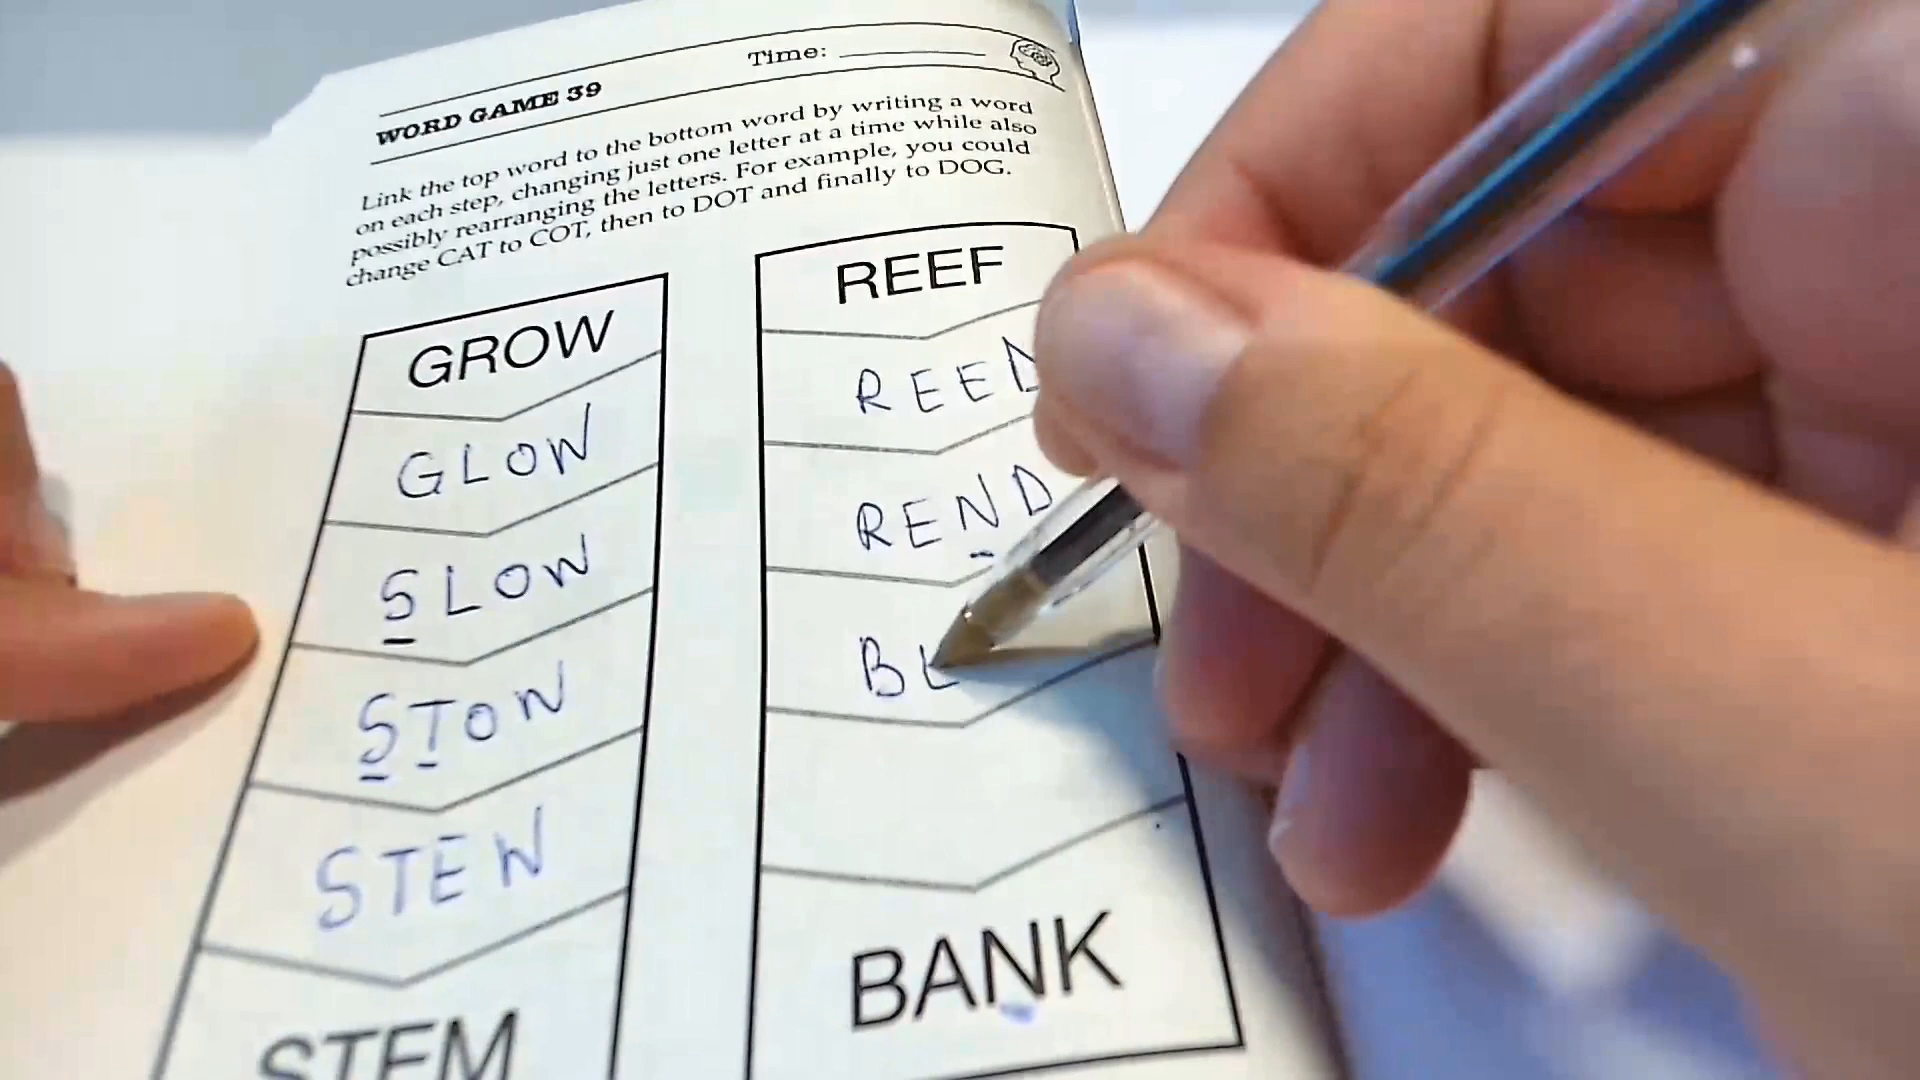 WORD GAME 39
Time:
Link the top word to the bottom word by writing a word
on each step, changing just one letter at a time while also
possibly rearranging the letters. For example, you could
change CAT to COT, then to DOT and finally to DOG.
GROW
GLOW
SLOW
STOW
STEW
STEM
REEF
REED
REND
BANK